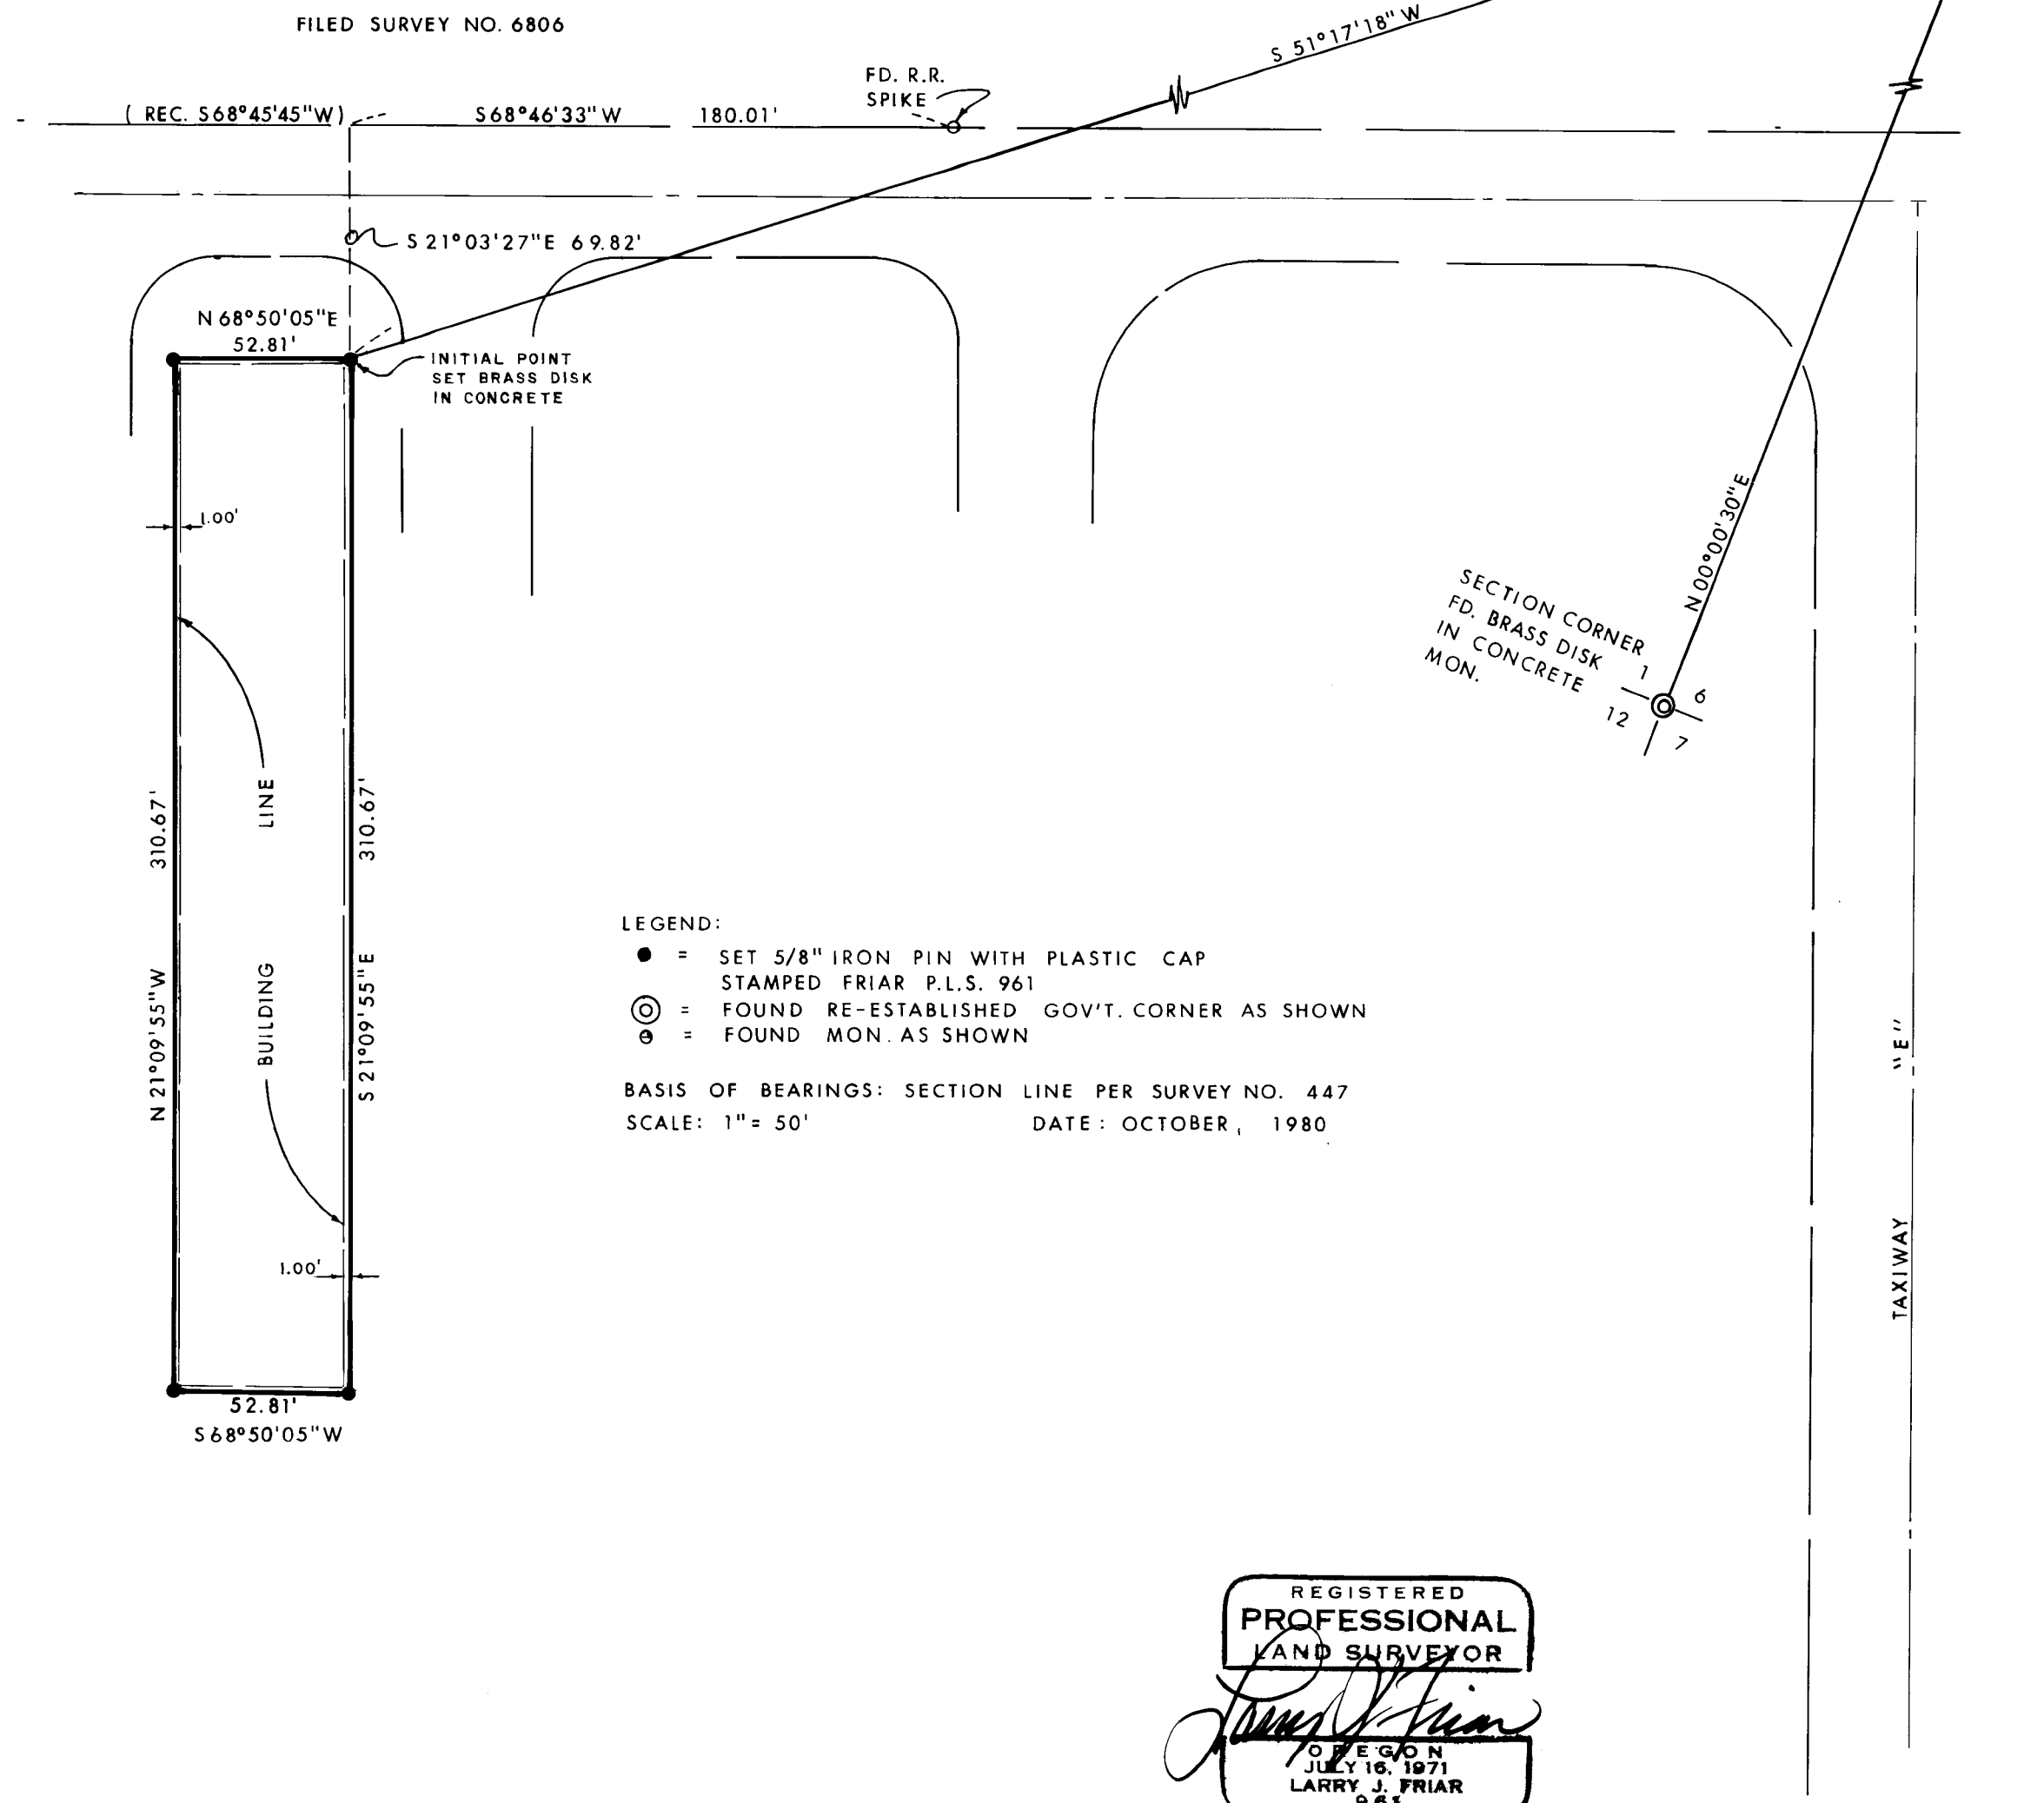 FILED SURVEY NO. 6806
S 51°17'18" W
FD. R.R.
SPIKE
( REC. S68°45'45"W)
S68°46'33"W 180.01'
S 21°03'27"E 69.82'
N 68°50'05"E
52.81'
INITIAL POINT
SET BRASS DISK
IN CONCRETE
1.00'
N 00°00'30"E
SECTION CORNER
FD. BRASS DISK
IN CONCRETE
MON.
1
6
12
7
LINE
BUILDING
310.67'
N 21°09'55"W
310.67'
S 21°09'55"E
LEGEND:
= SET 5/8" IRON PIN WITH PLASTIC CAP
STAMPED FRIAR P.L.S. 961
= FOUND RE-ESTABLISHED GOV'T. CORNER AS SHOWN
= FOUND MON. AS SHOWN
BASIS OF BEARINGS: SECTION LINE PER SURVEY NO. 447
SCALE: 1" = 50' DATE: OCTOBER, 1980
"E"
TAXIWAY
1.00'
52.81'
S68°50'05"W
REGISTERED
PROFESSIONAL
LAND SURVEYOR
Larry J. Friar
OREGON
JULY 16, 1971
LARRY J. FRIAR
961